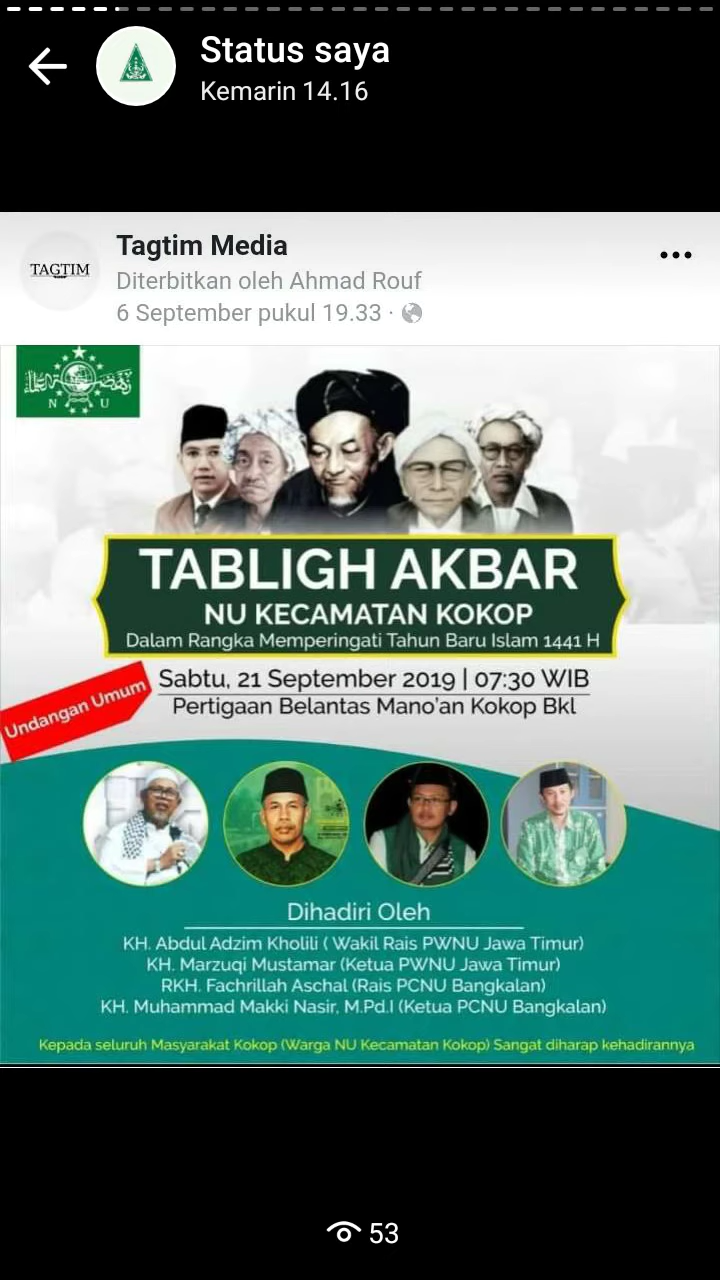 Status saya
Kemarin 14.16
TAGTIM
Tagtim Media
Diterbitkan oleh Ahmad Rouf
6 September pukul 19.33 ·
N U
TABLIGH AKBAR
NU KECAMATAN KOKOP
Dalam Rangka Memperingati Tahun Baru Islam 1441 H
Undangan Umum
Sabtu, 21 September 2019 | 07:30 WIB
Pertigaan Belantas Mano'an Kokop Bkl
Dihadiri Oleh
KH. Abdul Adzim Kholili ( Wakil Rais PWNU Jawa Timur)
KH. Marzuqi Mustamar (Ketua PWNU Jawa Timur)
RKH. Fachrillah Aschal (Rais PCNU Bangkalan)
KH. Muhammad Makki Nasir, M.Pd.I (Ketua PCNU Bangkalan)
Kepada seluruh Masyarakat Kokop (Warga NU Kecamatan Kokop) Sangat diharap kehadirannya
53